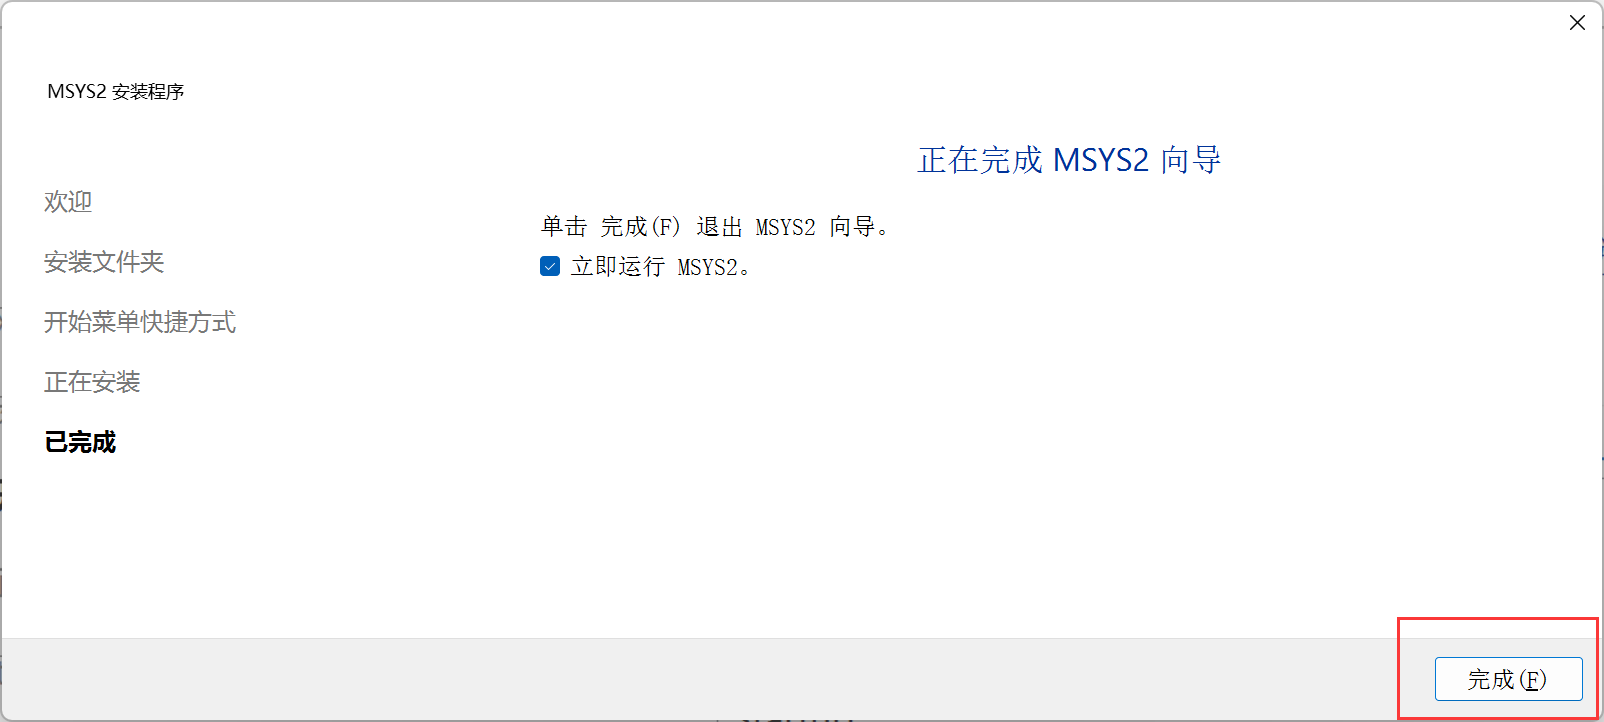 MSYS2 安装程序
正在完成 MSYS2 向导
欢迎
安装文件夹
开始菜单快捷方式
正在安装
已完成
单击 完成(F) 退出 MSYS2 向导。
立即运行 MSYS2。
完成(F)